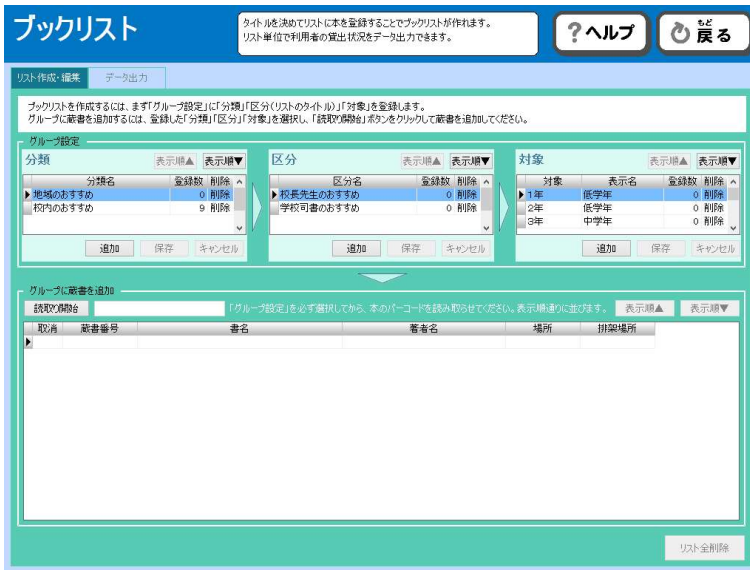 ブックリスト
タイトルを決めてリストに本を登録することでブックリストが作れます。
リスト単位で利用者の貸出状況をデータ出力できます。
?ヘルプ
もど
戻る
リスト作成・編集
データ出力
ブックリストを作成するには、まず「グループ設定」に「分類」「区分(リストのタイトル)」「対象」を登録します。
グループに蔵書を追加するには、登録した「分類」「区分」「対象」を選択し、「読取り開始」ボタンをクリックして蔵書を追加してください。
グループ設定
分類 表示順▲ 表示順▼
分類名 登録数 削除
地域のおすすめ 0 削除
校内のおすすめ 9 削除
追加 保存 キャンセル
区分 表示順▲ 表示順▼
区分名 登録数 削除
校長先生のおすすめ 0 削除
学校司書のおすすめ 0 削除
追加 保存 キャンセル
対象 表示順▲ 表示順▼
対象 表示名 登録数 削除
1年 低学年 0 削除
2年 低学年 0 削除
3年 中学年 0 削除
追加 保存 キャンセル
グループに蔵書を追加
読取り開始 「グループ設定」を必ず選択してから、本のバーコードを読み取らせてください。表示順通りに並びます。 表示順▲ 表示順▼
取消 蔵書番号 書名 著者名 場所 排架場所
リスト全削除